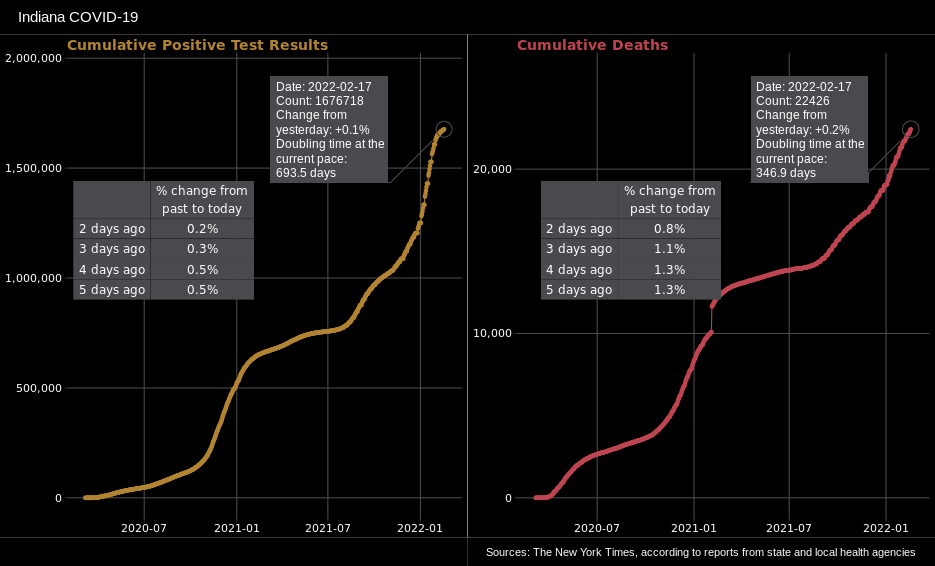 Indiana COVID-19
Cumulative Positive Test Results
2,000,000
1,500,000
1,000,000
500,000
0
Date: 2022-02-17
Count: 1676718
Change from
yesterday: +0.1%
Doubling time at the
current pace:
693.5 days
% change from
past to today
2 days ago 0.2%
3 days ago 0.3%
4 days ago 0.5%
5 days ago 0.5%
2020-07 2021-01 2021-07 2022-01
Cumulative Deaths
20,000
10,000
0
Date: 2022-02-17
Count: 22426
Change from
yesterday: +0.2%
Doubling time at the
current pace:
346.9 days
% change from
past to today
2 days ago 0.8%
3 days ago 1.1%
4 days ago 1.3%
5 days ago 1.3%
2020-07 2021-01 2021-07 2022-01
Sources: The New York Times, according to reports from state and local health agencies